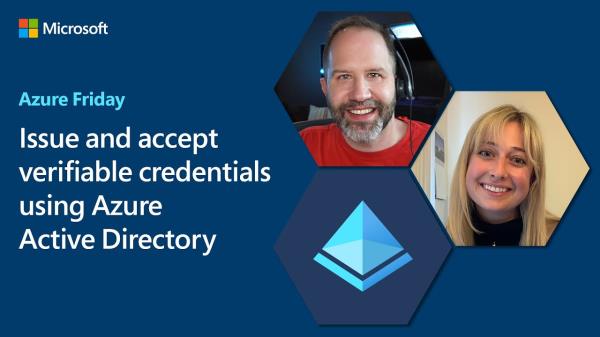 Microsoft
Azure Friday
Issue and accept
verifiable credentials
using Azure
Active Directory